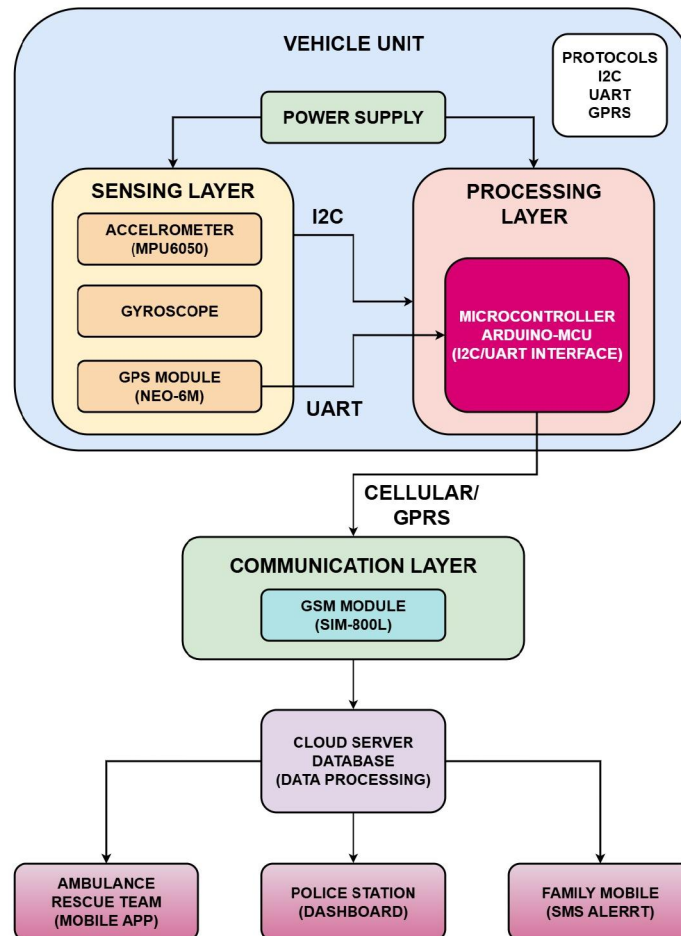 VEHICLE UNIT
PROTOCOLS
I2C
UART
GPRS
POWER SUPPLY
SENSING LAYER
ACCELROMETER
(MPU6050)
GYROSCOPE
GPS MODULE
(NEO-6M)
I2C
UART
PROCESSING
LAYER
MICROCONTROLLER
ARDUINO-MCU
(I2C/UART INTERFACE)
CELLULAR/
GPRS
COMMUNICATION LAYER
GSM MODULE
(SIM-800L)
CLOUD SERVER
DATABASE
(DATA PROCESSING)
AMBULANCE
RESCUE TEAM
(MOBILE APP)
POLICE STATION
(DASHBOARD)
FAMILY MOBILE
(SMS ALERRT)